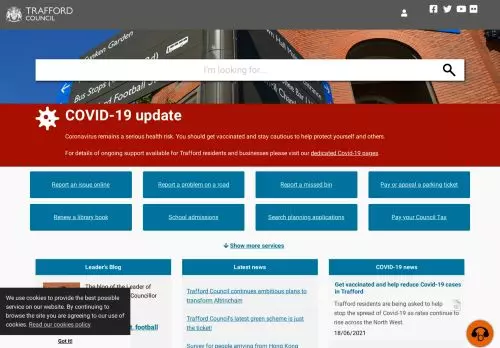 TRAFFORD
COUNCIL
I'm looking for...
COVID-19 update
Coronavirus remains a serious health risk. You should get vaccinated and stay cautious to help protect yourself and others.
For details of ongoing support available for Trafford residents and businesses please visit our dedicated Covid-19 pages.
Report an issue online
Report a problem on a road
Report a missed bin
Pay or appeal a parking ticket
Renew a library book
School admissions
Search planning applications
Pay your Council Tax
Show more services
Leader's Blog
The blog of the Leader of
Councillor
t, football
Latest news
Trafford Council continues ambitious plans to
transform Altrincham
Trafford Council's latest green scheme is just
the ticket!
Survey for people arriving from Hong Kong
COVID-19 news
Get vaccinated and help reduce Covid-19 cases
in Trafford
Trafford residents are being asked to help
stop the spread of Covid-19 as rates continue
to rise across the North West.
18/06/2021
We use cookies to provide the best possible
service on our website. By continuing to
browse the site you are agreeing to our use of
cookies. Read our cookies policy
Got it!